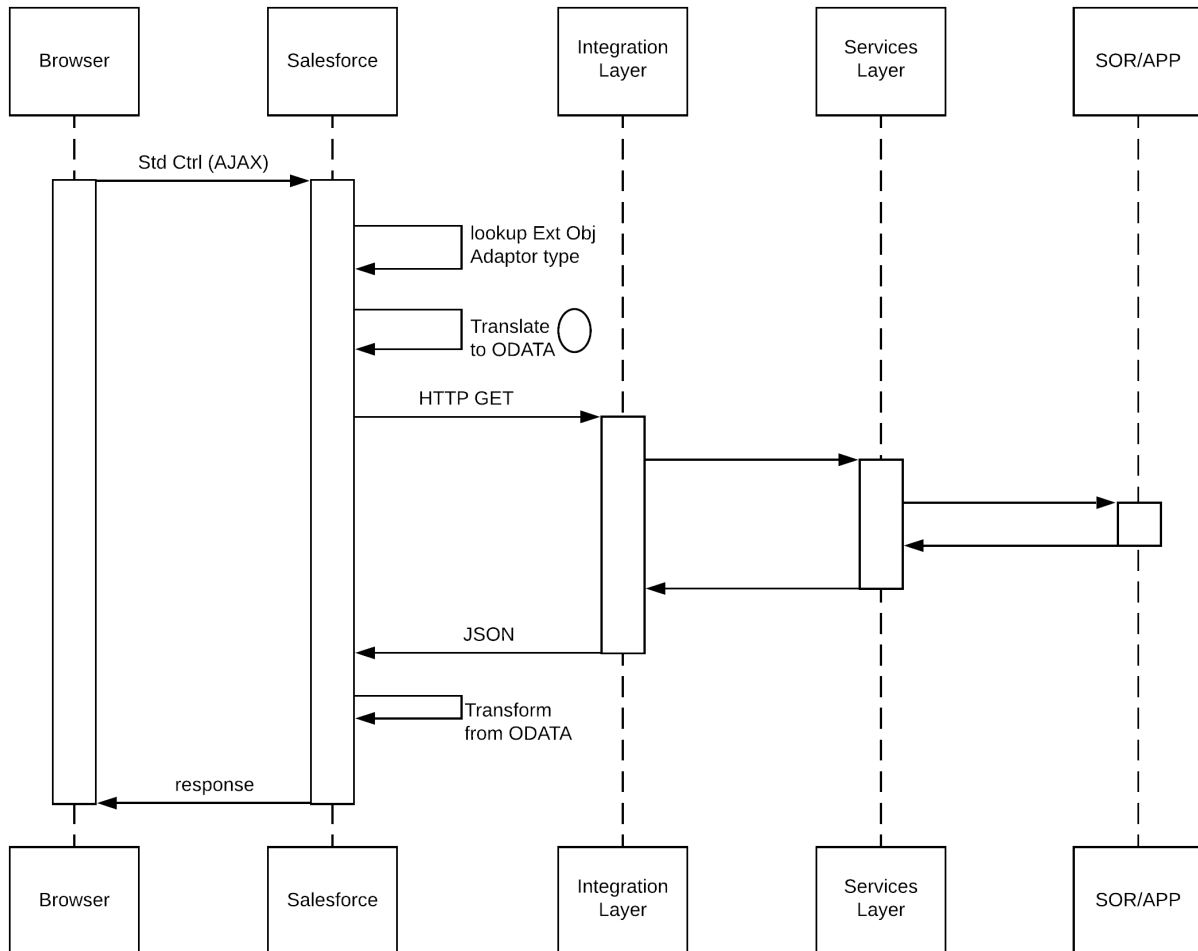 Browser
Salesforce
Integration
Layer
Services
Layer
SOR/APP
Std Ctrl (AJAX)
lookup Ext Obj
Adaptor type
Translate
to ODATA
HTTP GET
JSON
Transform
from ODATA
response
Browser
Salesforce
Integration
Layer
Services
Layer
SOR/APP